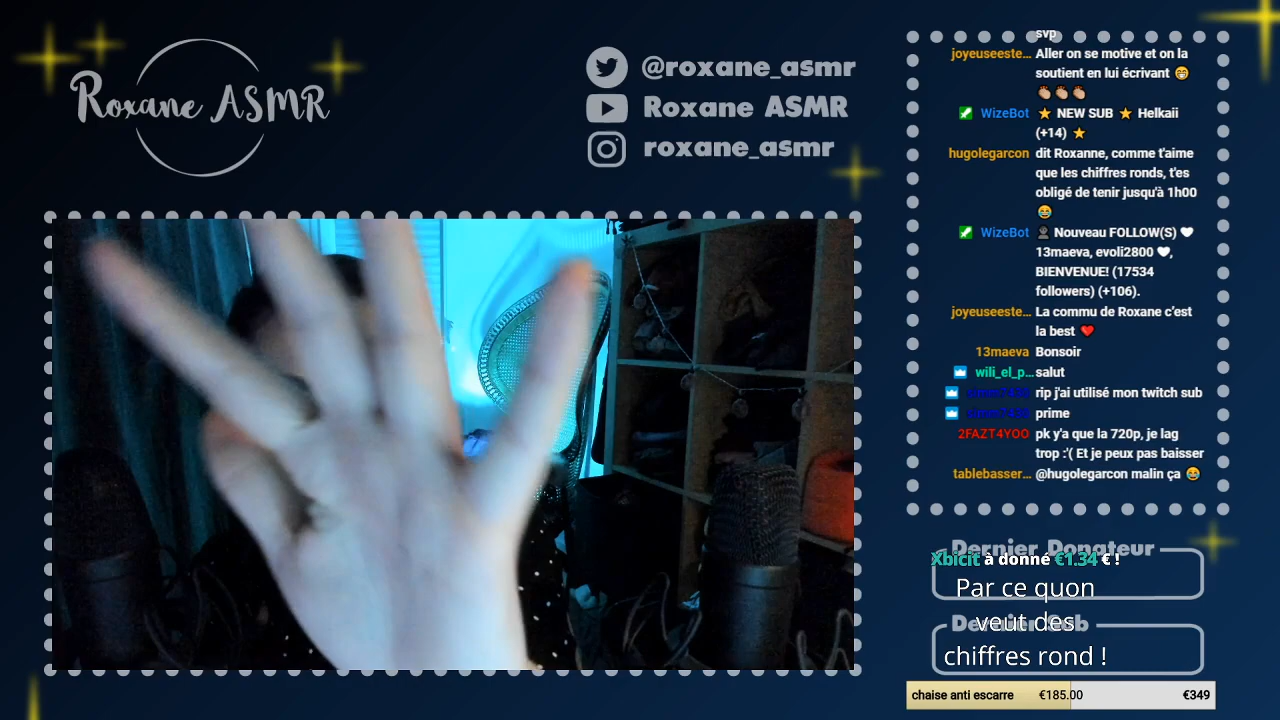 Roxane ASMR
@roxane_asmr
Roxane ASMR
roxane_asmr
svp
joyeuseeste... Aller on se motive et on la
soutient en lui écrivant 😁
👏🏼 👏🏼 👏🏼
WizeBot ⭐ NEW SUB ⭐ Helkaii
(+14) ⭐
hugolegarcon dit Roxanne, comme t'aime
que les chiffres ronds, t'es
obligé de tenir jusqu'à 1h00
😂
WizeBot 👤 Nouveau FOLLOW(S) 🤍
13maeva, evoli2800 🤍,
BIENVENUE! (17534
followers) (+106).
joyeuseeste... La commu de Roxane c'est
la best ❤️
13maeva Bonsoir
wili_el_p... salut
rip j'ai utilisé mon twitch sub
prime
2FAZT4YOO pk y'a que la 720p, je lag
trop :'( Et je peux pas baisser
tablebasser... @hugolegarcon malin ça 😂
Dernier Donateur
Xbicit à donné €1.34 € !
Par ce quon
veut des
Dernier Sub
chiffres rond !
chaise anti escarre €185.00 €349